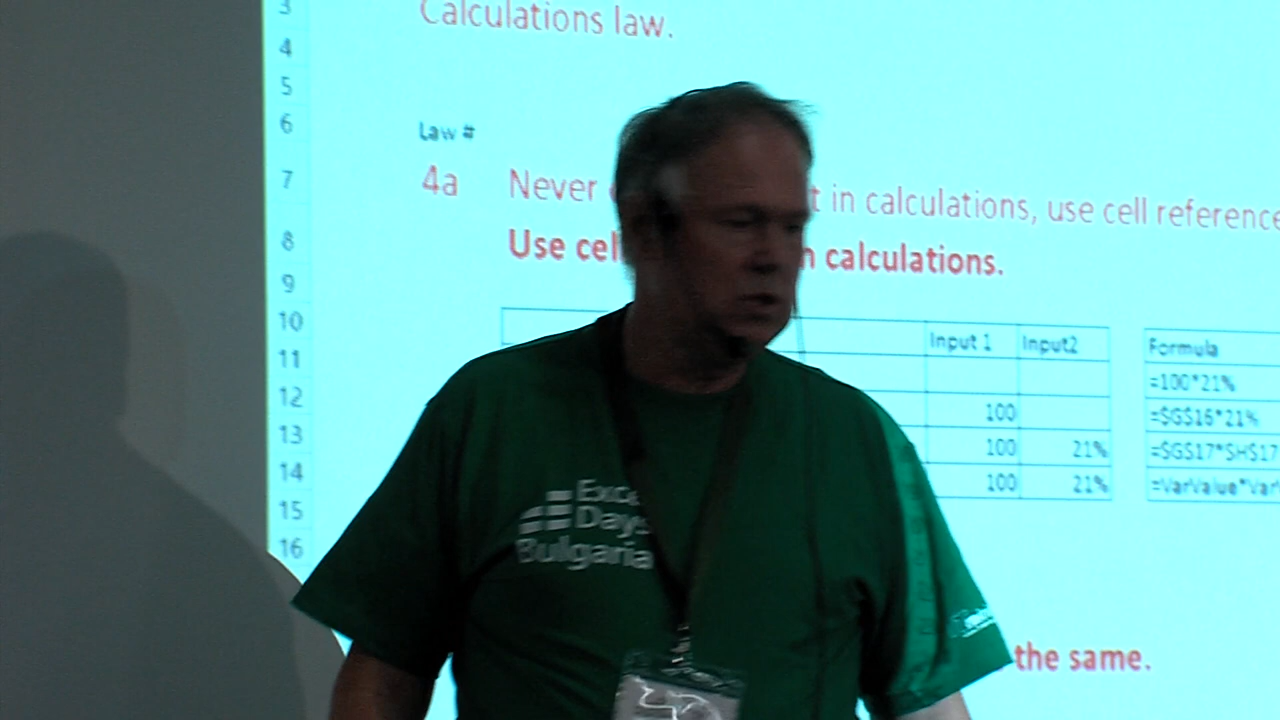 3
Calculations law.
4
5
6
Law #
7
4a
Never
t in calculations, use cell reference
8
Use cel
n calculations.
9
10
Input 1
Input2
Formula
11
=100*21%
12
100
=$G$16*21%
13
100
21%
=$G$17*$H$17
14
100
21%
=VarValue*Var
15
16
Exce
Days
Bulgaria
the same.